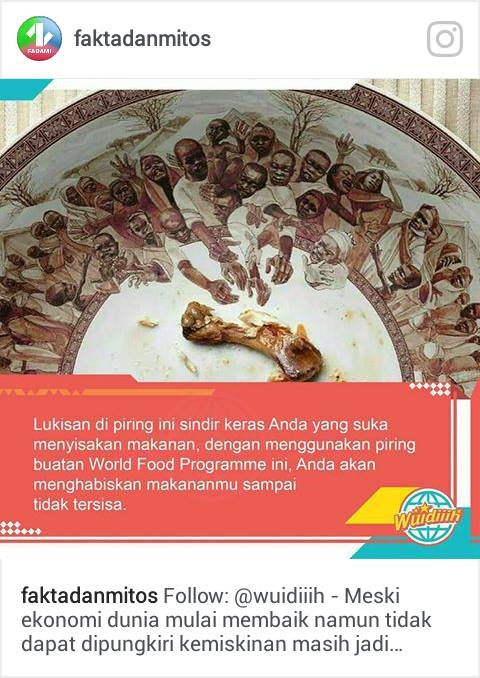 FADAMI
faktadanmitos
Lukisan di piring ini sindir keras Anda yang suka
menyisakan makanan, dengan menggunakan piring
buatan World Food Programme ini, Anda akan
menghabiskan makananmu sampai
tidak tersisa.
Wuidiiih
faktadanmitos Follow: @wuidiiih - Meski
ekonomi dunia mulai membaik namun tidak
dapat dipungkiri kemiskinan masih jadi...